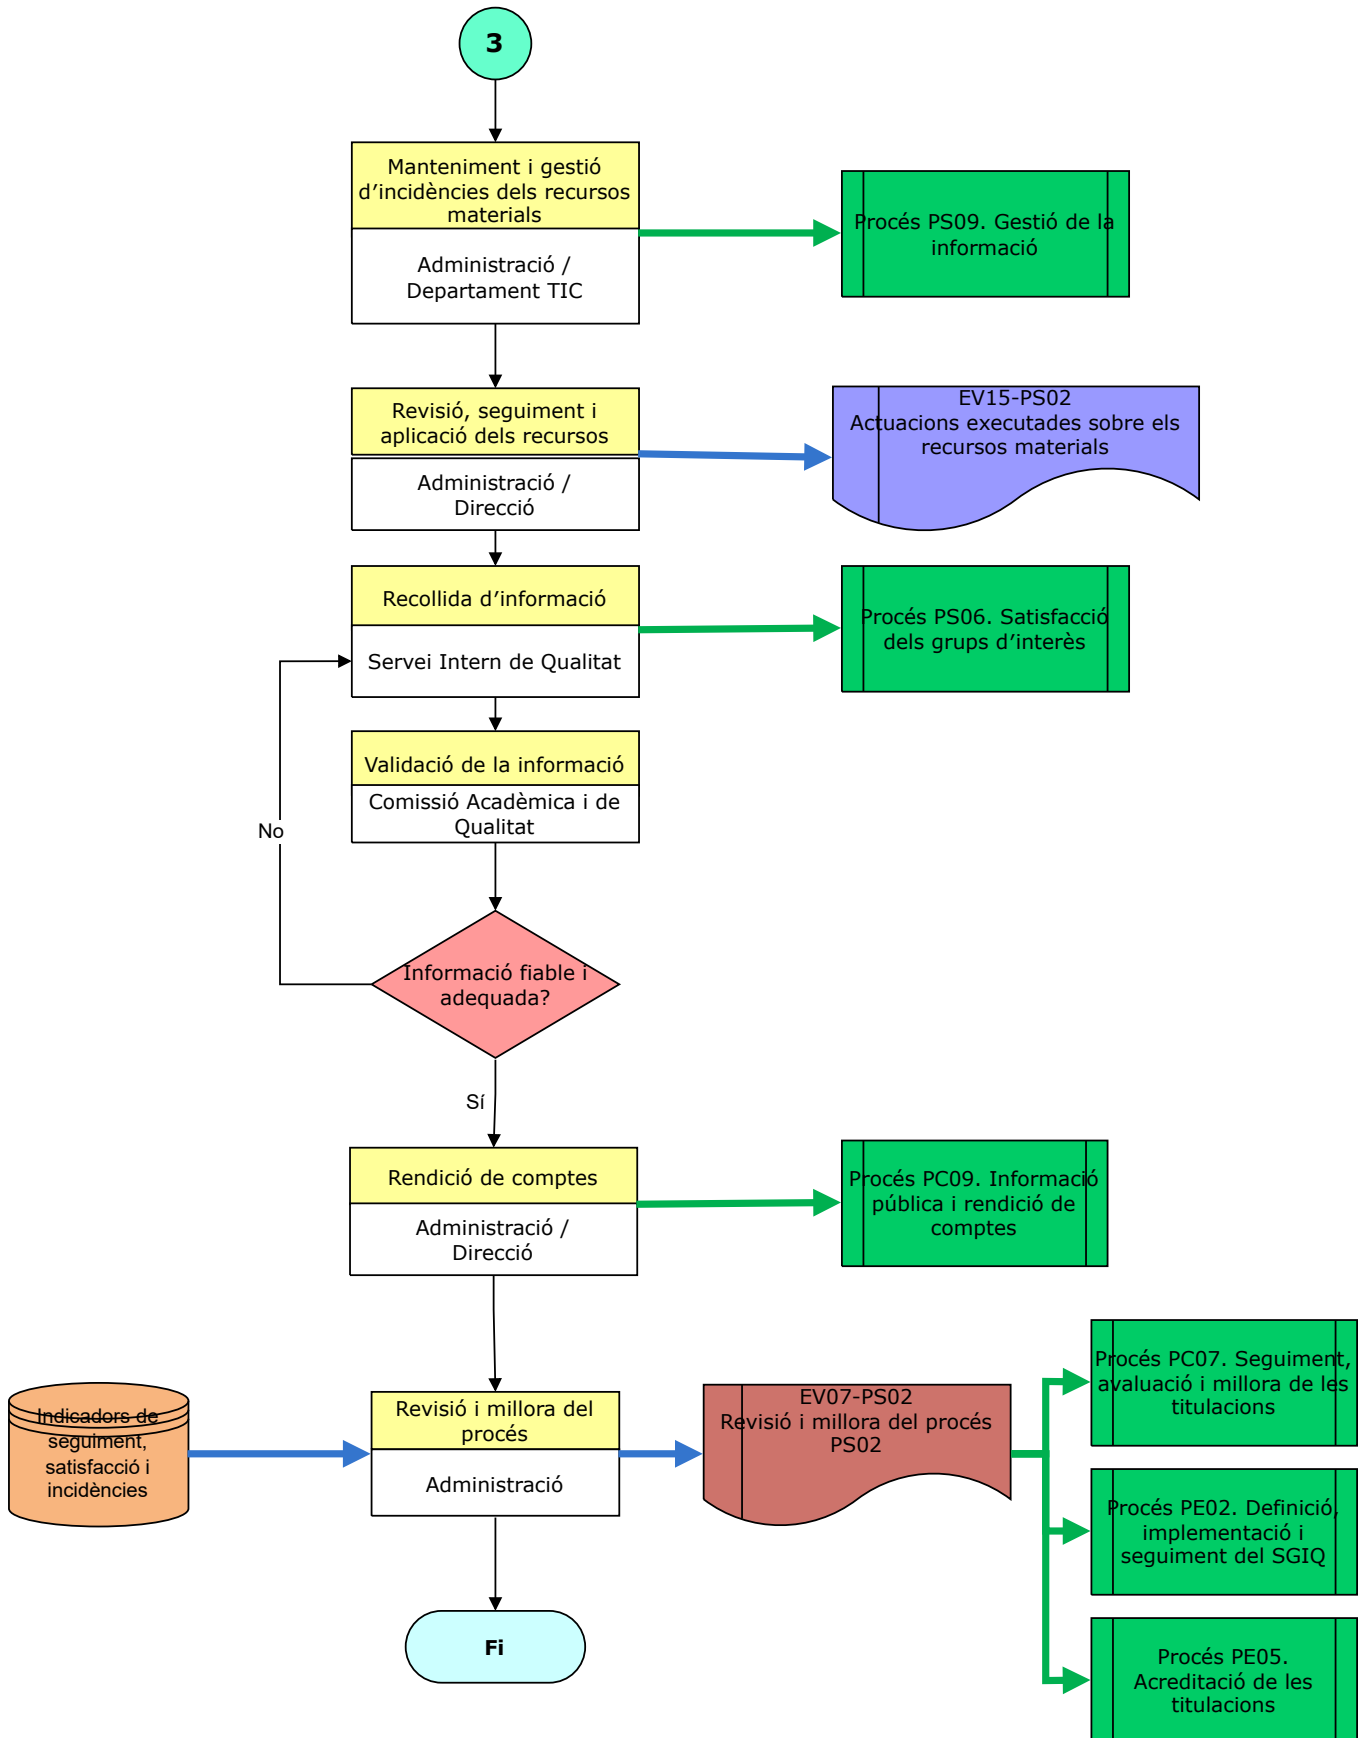 3
Manteniment i gestió
d’incidències dels recursos
materials
Administració /
Departament TIC
Procés PS09. Gestió de la
informació
Revisió, seguiment i
aplicació dels recursos
Administració /
Direcció
EV15-PS02
Actuacions executades sobre els
recursos materials
Recollida d’informació
Servei Intern de Qualitat
Procés PS06. Satisfacció
dels grups d’interès
Validació de la informació
Comissió Acadèmica i de
Qualitat
No
Informació fiable i
adequada?
Sí
Rendició de comptes
Administració /
Direcció
Procés PC09. Informació
pública i rendició de
comptes
Indicadors de
seguiment,
satisfacció i
incidències
Revisió i millora del
procés
Administració
EV07-PS02
Revisió i millora del procés
PS02
Procés PC07. Seguiment,
avaluació i millora de les
titulacions
Procés PE02. Definició,
implementació i
seguiment del SGIQ
Procés PE05.
Acreditació de les
titulacions
Fi